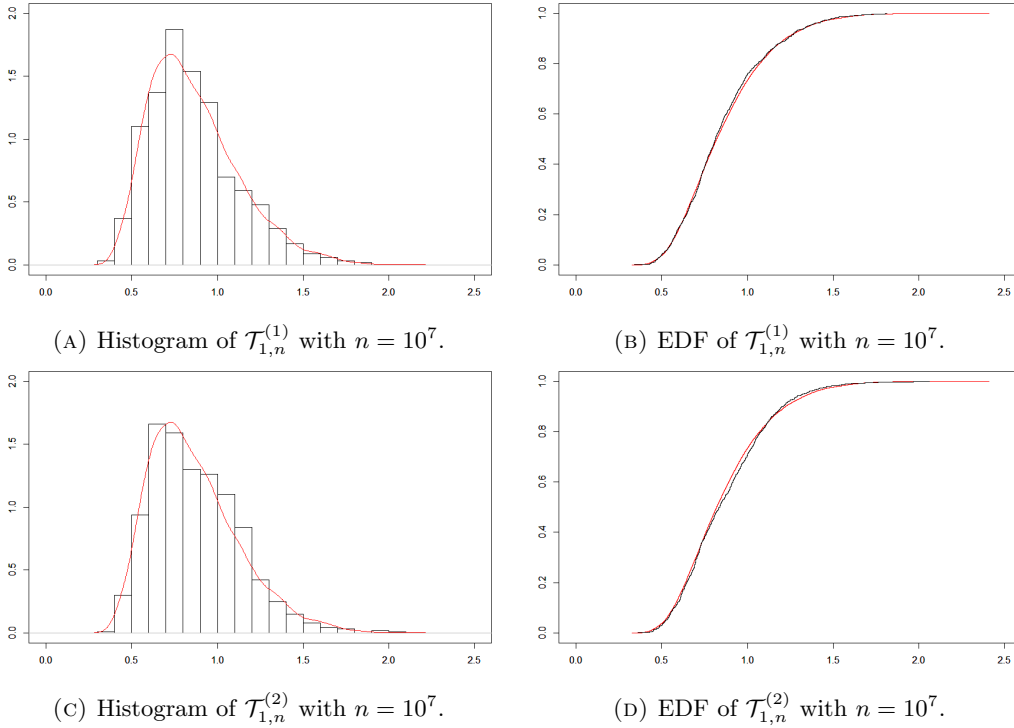 2.0
1.5
1.0
0.5
0.0
0.0 0.5 1.0 1.5 2.0 2.5
1.0
0.8
0.6
0.4
0.2
0.0
0.0 0.5 1.0 1.5 2.0 2.5
(A) Histogram of $\mathcal{T}_{1,n}^{(1)}$ with $n = 10^7$.
(B) EDF of $\mathcal{T}_{1,n}^{(1)}$ with $n = 10^7$.
2.0
1.5
1.0
0.5
0.0
0.0 0.5 1.0 1.5 2.0 2.5
1.0
0.8
0.6
0.4
0.2
0.0
0.0 0.5 1.0 1.5 2.0 2.5
(C) Histogram of $\mathcal{T}_{1,n}^{(2)}$ with $n = 10^7$.
(D) EDF of $\mathcal{T}_{1,n}^{(2)}$ with $n = 10^7$.